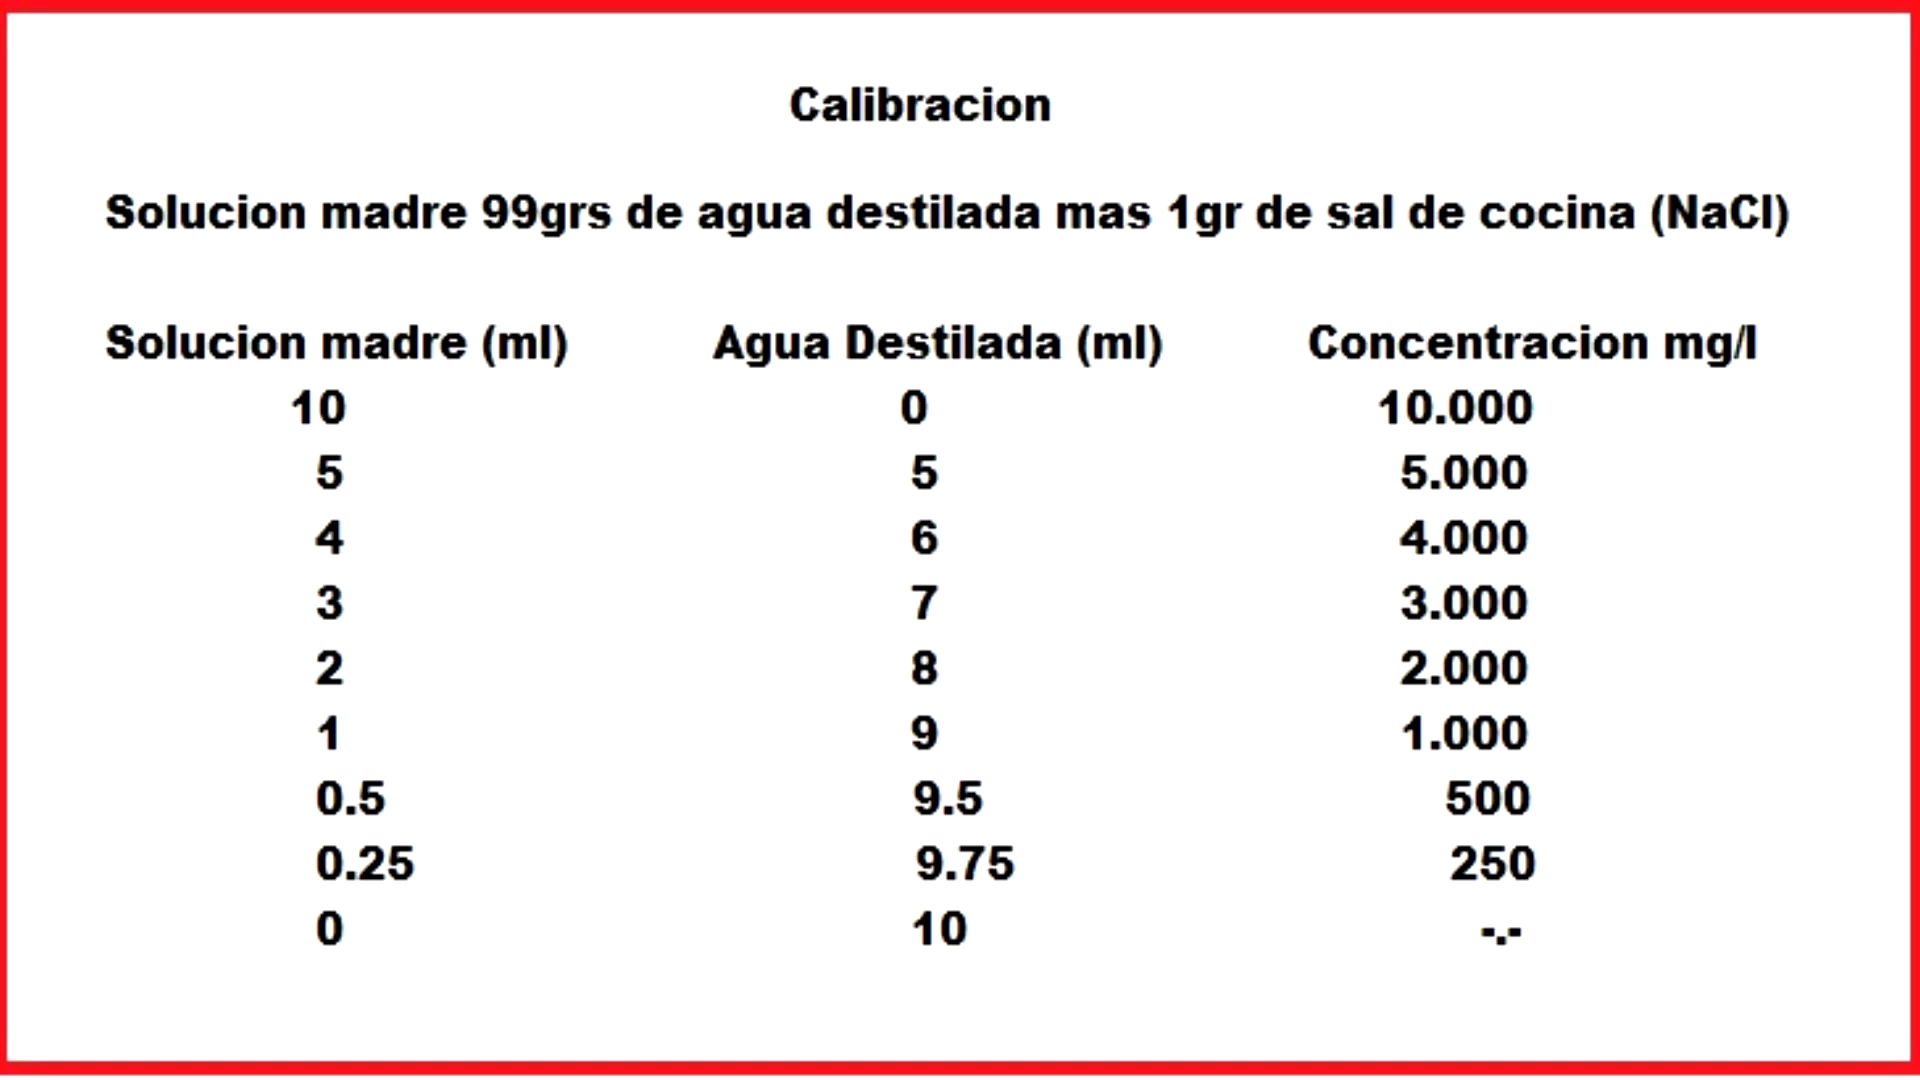 Calibracion
Solucion madre 99grs de agua destilada mas 1gr de sal de cocina (NaCl)
Solucion madre (ml) Agua Destilada (ml) Concentracion mg/l
10 0 10.000
5 5 5.000
4 6 4.000
3 7 3.000
2 8 2.000
1 9 1.000
0.5 9.5 500
0.25 9.75 250
0 10 -.-